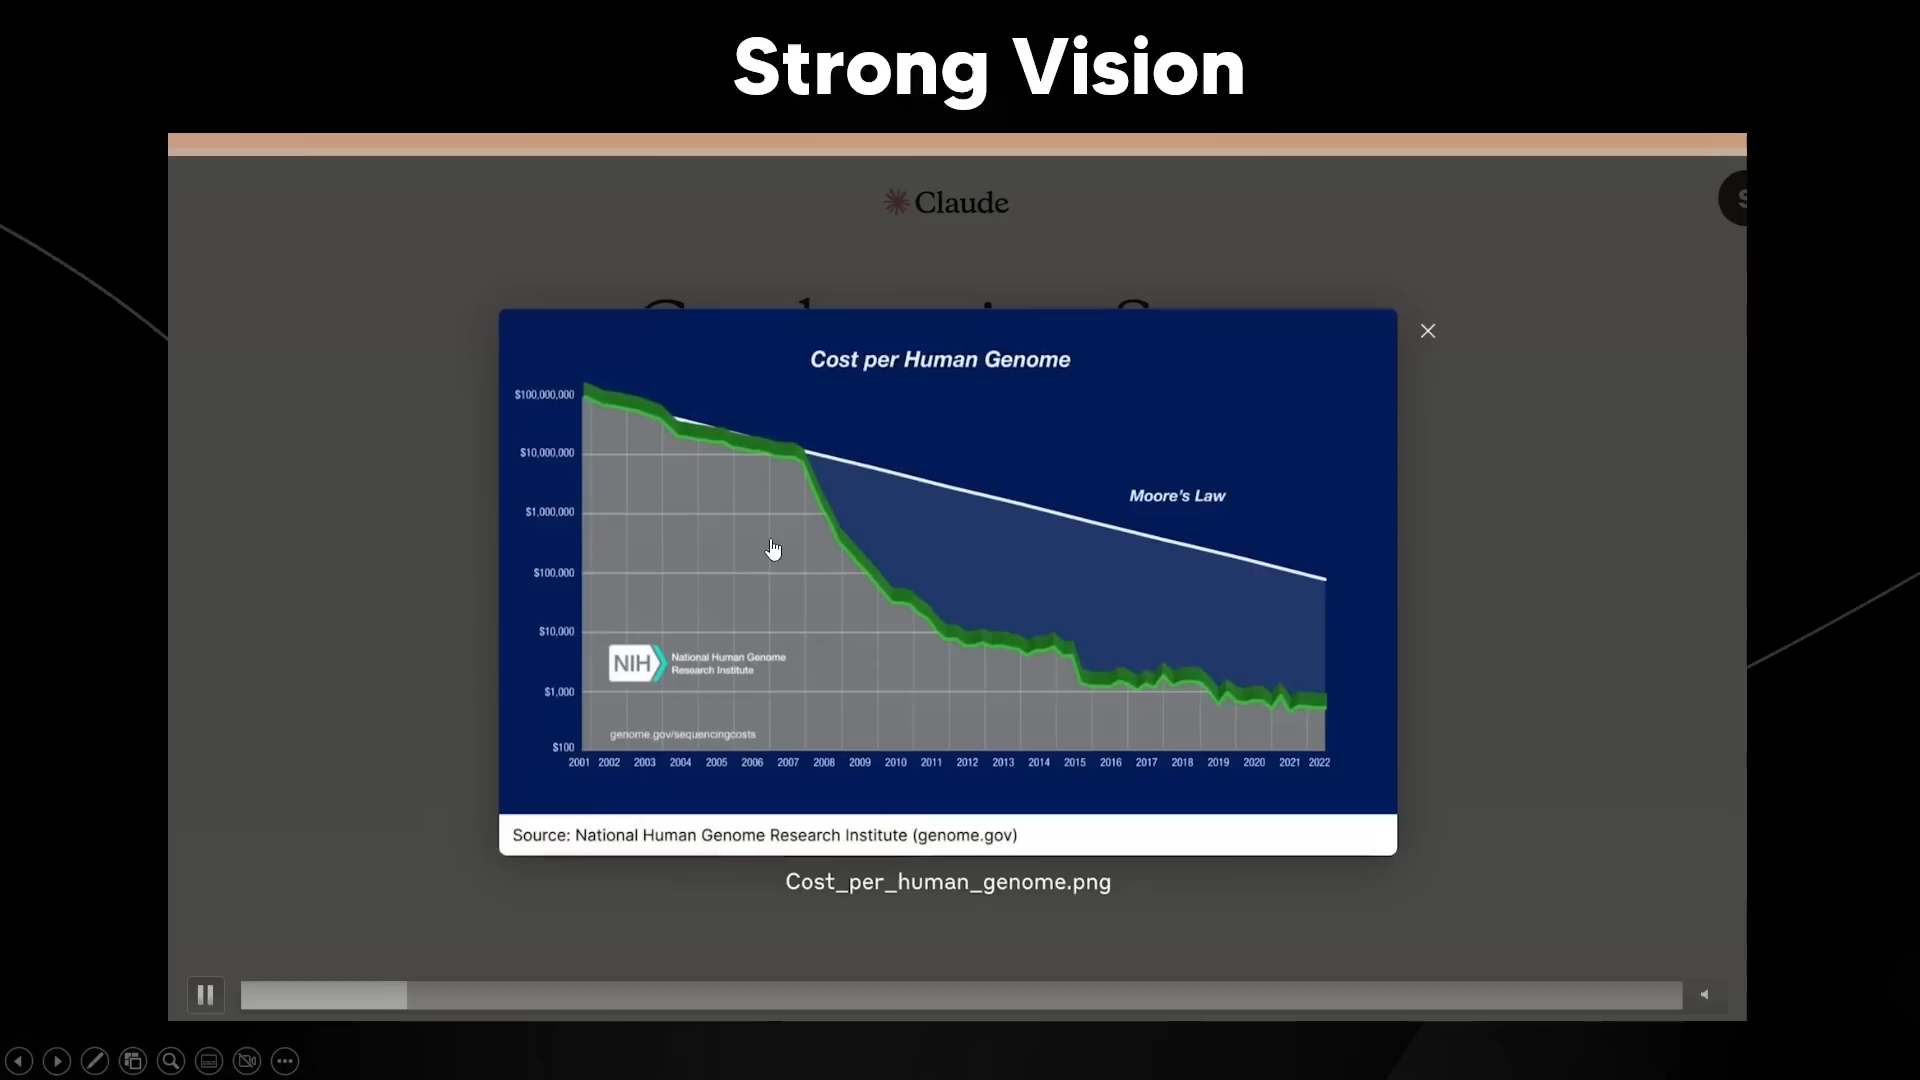 Strong Vision
Claude
Cost per Human Genome
$100,000,000
$10,000,000
$1,000,000
$100,000
$10,000
$1,000
$100
Moore's Law
NIH
National Human Genome
Research Institute
genome.gov/sequencingcosts
2001 2002 2003 2004 2005 2006 2007 2008 2009 2010 2011 2012 2013 2014 2015 2016 2017 2018 2019 2020 2021 2022
Source: National Human Genome Research Institute (genome.gov)
Cost_per_human_genome.png